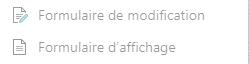 Formulaire de modification
Formulaire d'affichage